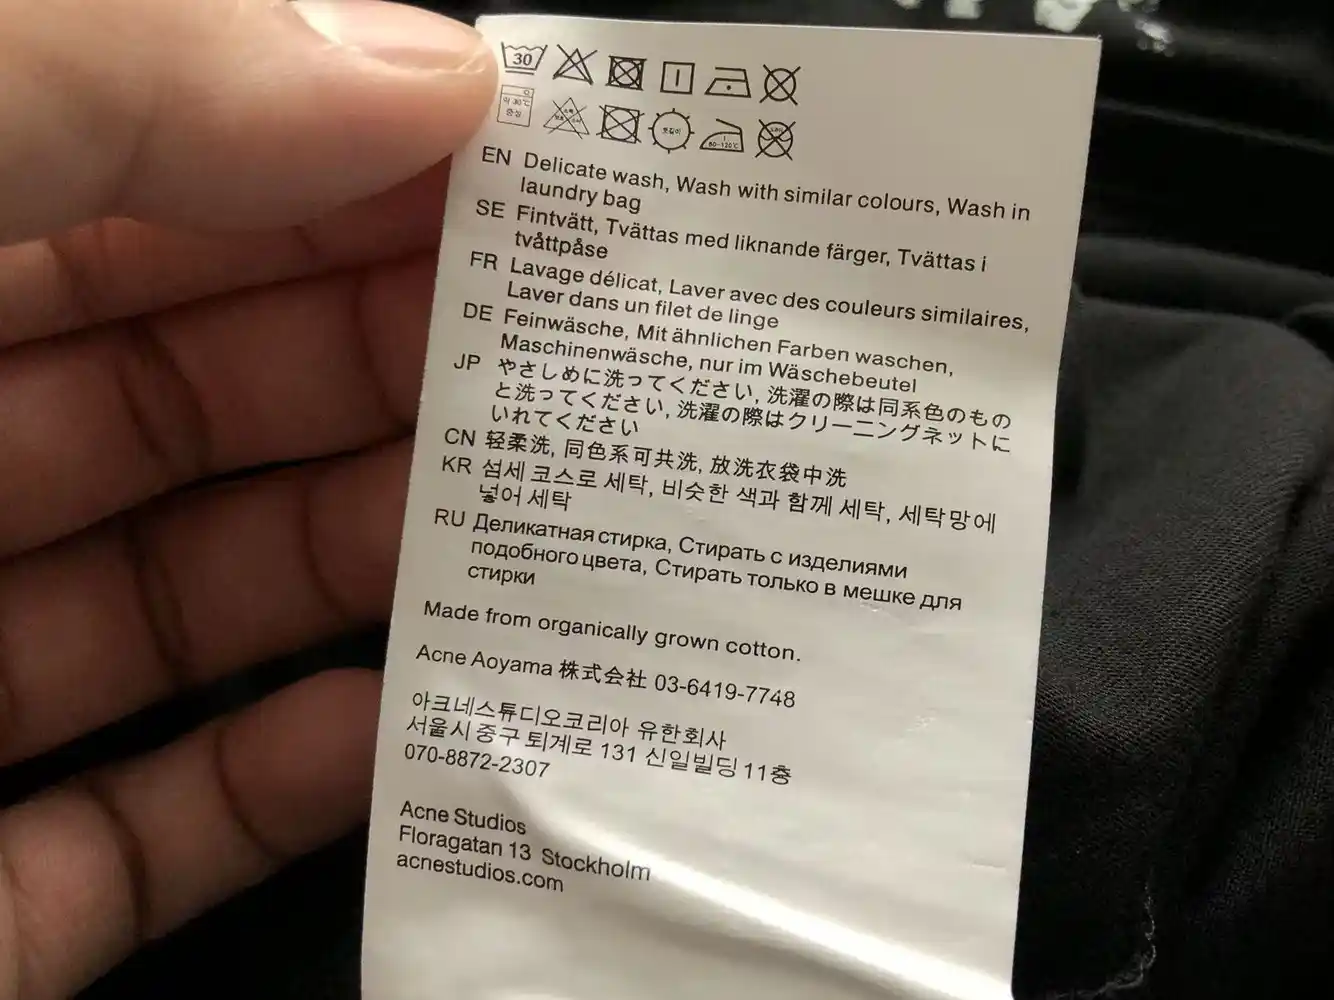 30
약 30℃
중성
옷걸이
80~120℃
EN Delicate wash, Wash with similar colours, Wash in
laundry bag
SE Fintvätt, Tvättas med liknande färger, Tvättas i
tvåttpåse
FR Lavage délicat, Laver avec des couleurs similaires,
Laver dans un filet de linge
DE Feinwäsche, Mit ähnlichen Farben waschen,
Maschinenwäsche, nur im Wäschebeutel
JP やさしめに洗ってください, 洗濯の際は同系色のもの
と洗ってください, 洗濯の際はクリーニングネットに
いれてください
CN 轻柔洗, 同色系可共洗, 放洗衣袋中洗
KR 섬세 코스로 세탁, 비슷한 색과 함께 세탁, 세탁망에
넣어 세탁
RU Деликатная стирка, Стирать с изделиями
подобного цвета, Стирать только в мешке для
стирки
Made from organically grown cotton.
Acne Aoyama 株式会社 03-6419-7748
아크네스튜디오코리아 유한회사
서울시 중구 퇴계로 131 신일빌딩 11층
070-8872-2307
Acne Studios
Floragatan 13 Stockholm
acnestudios.com